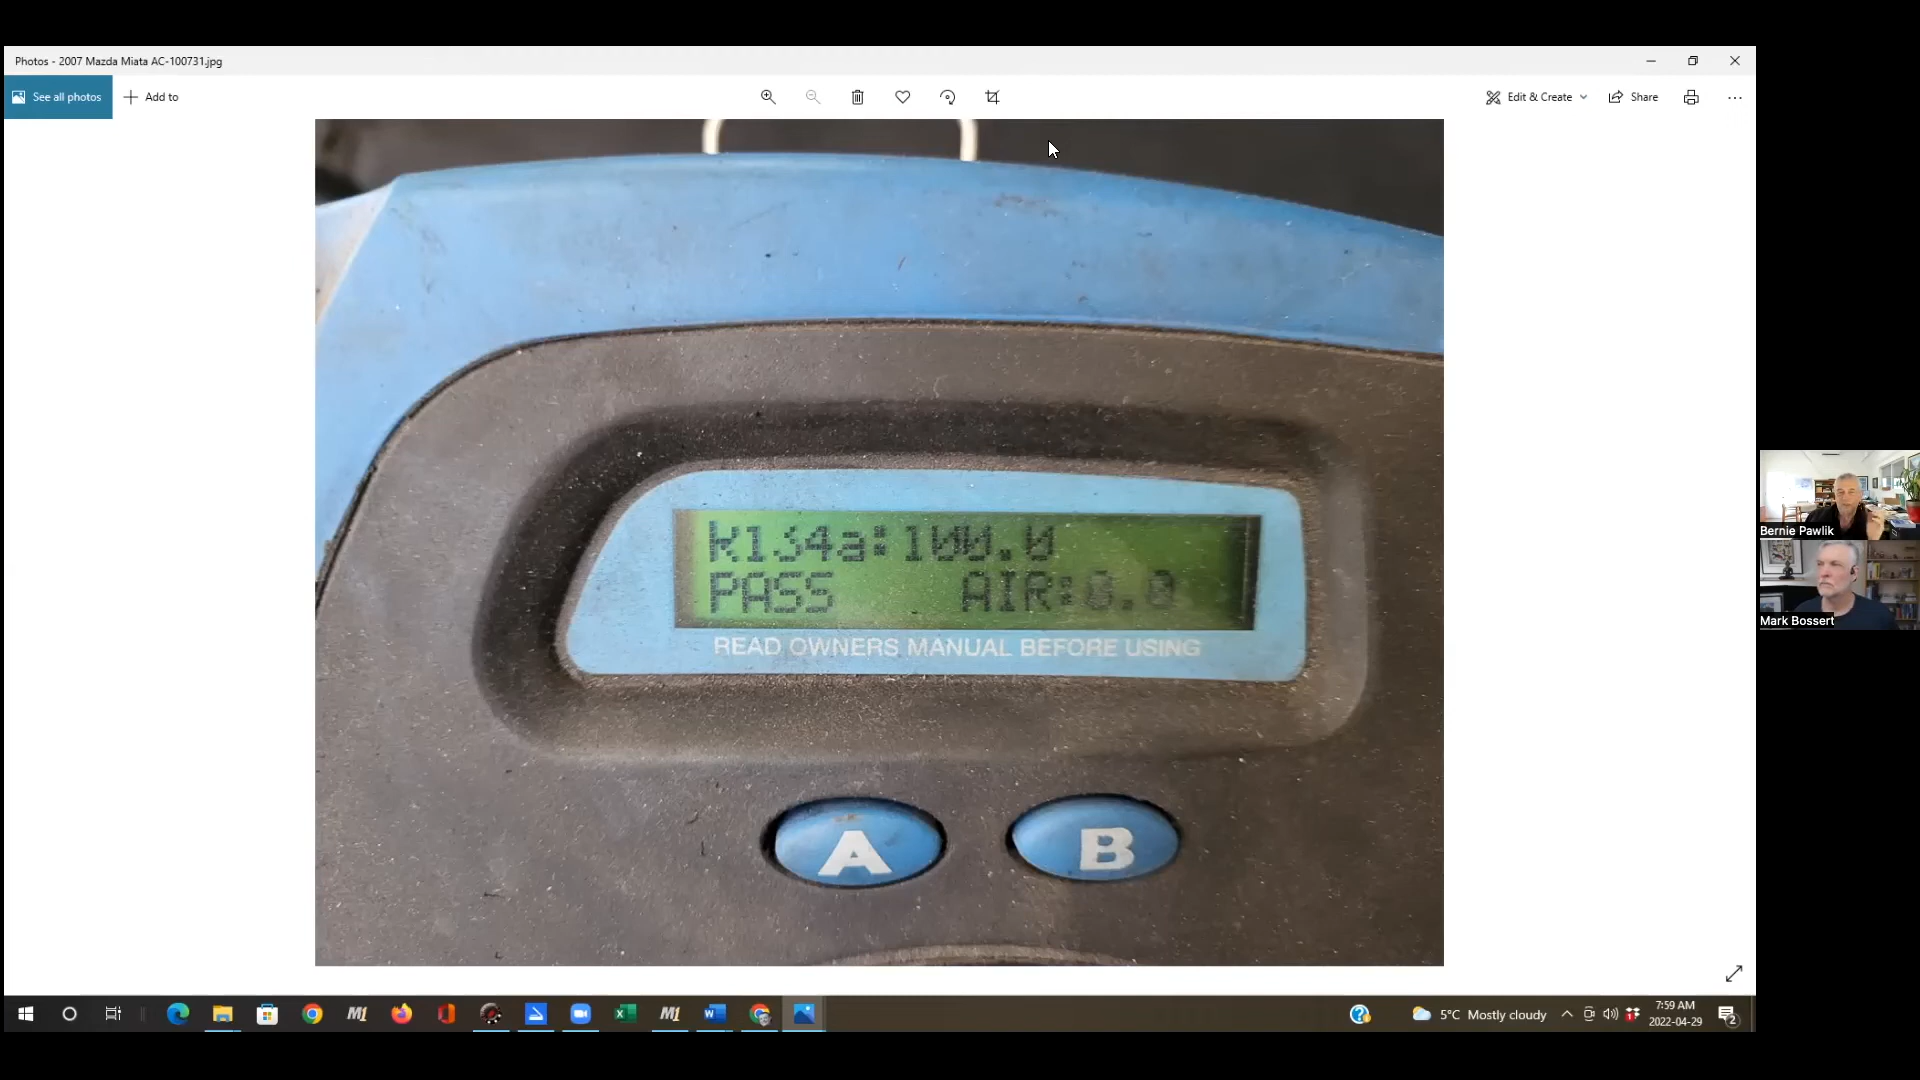 Photos - 2007 Mazda Miata AC-100731.jpg
See all photos
Add to
Edit & Create
Share
R134a:100.0
PASS AIR:0.0
READ OWNERS MANUAL BEFORE USING
A B
Bernie Pawlik
Mark Bossert
5°C Mostly cloudy
7:59 AM
2022-04-29
2